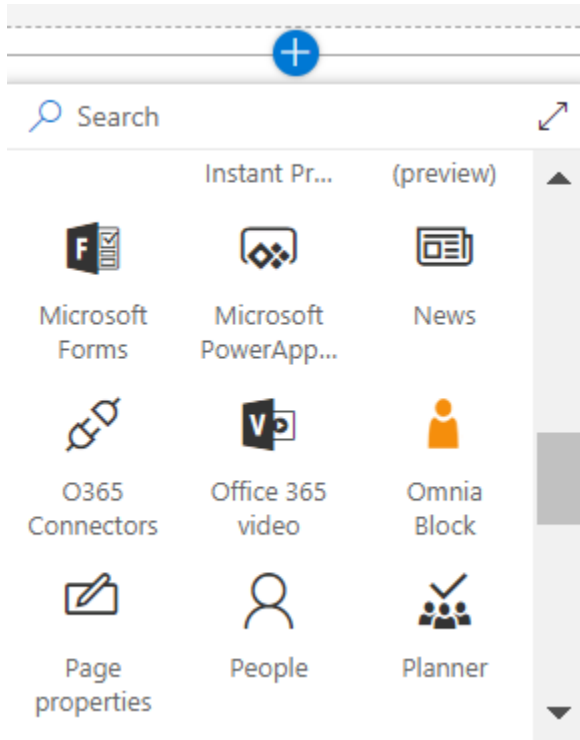 Search
Instant Pr... (preview)
Microsoft Forms
Microsoft PowerApp...
News
O365 Connectors
Office 365 video
Omnia Block
Page properties
People
Planner